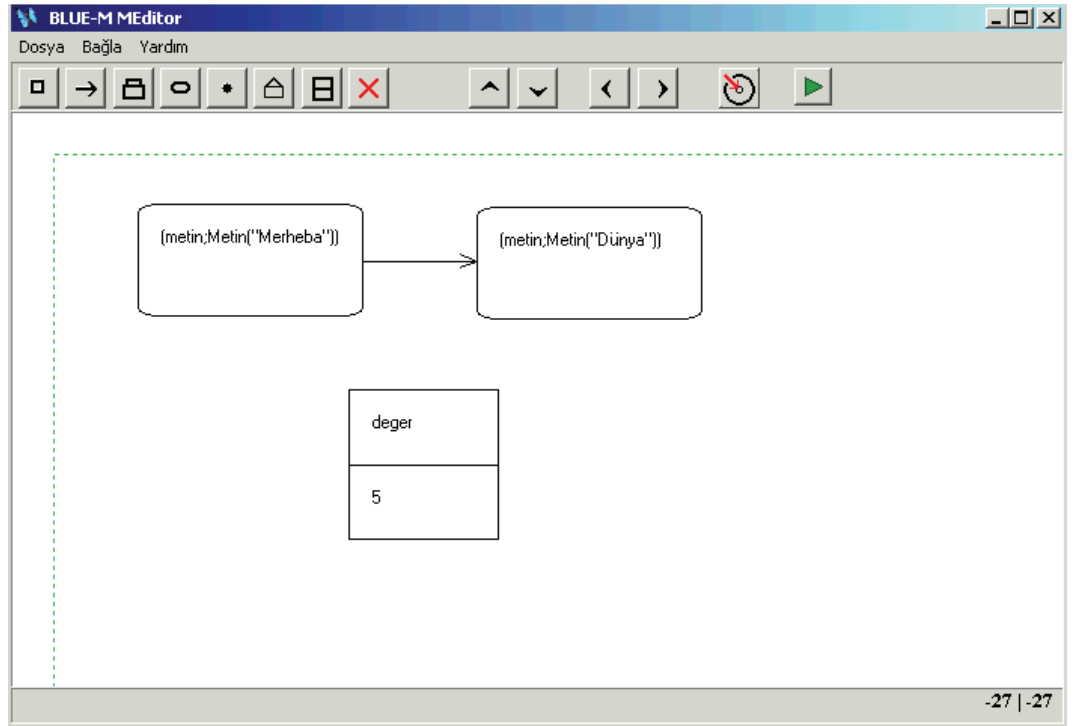 BLUE-M MEditor
Dosya Bağla Yardım
(metin;Metin("Merheba"))
(metin;Metin("Dünya"))
deger
5
-27 | -27